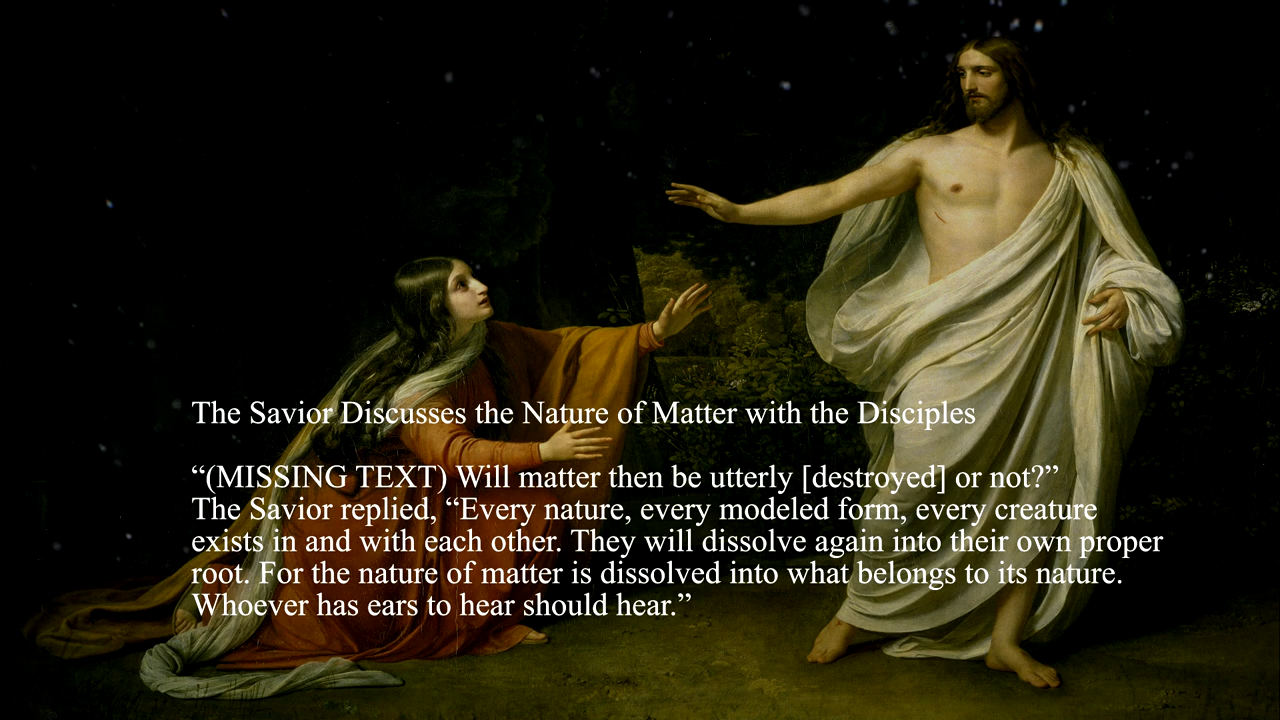 The Savior Discusses the Nature of Matter with the Disciples
“(MISSING TEXT) Will matter then be utterly [destroyed] or not?”
The Savior replied, “Every nature, every modeled form, every creature
exists in and with each other. They will dissolve again into their own proper
root. For the nature of matter is dissolved into what belongs to its nature.
Whoever has ears to hear should hear.”